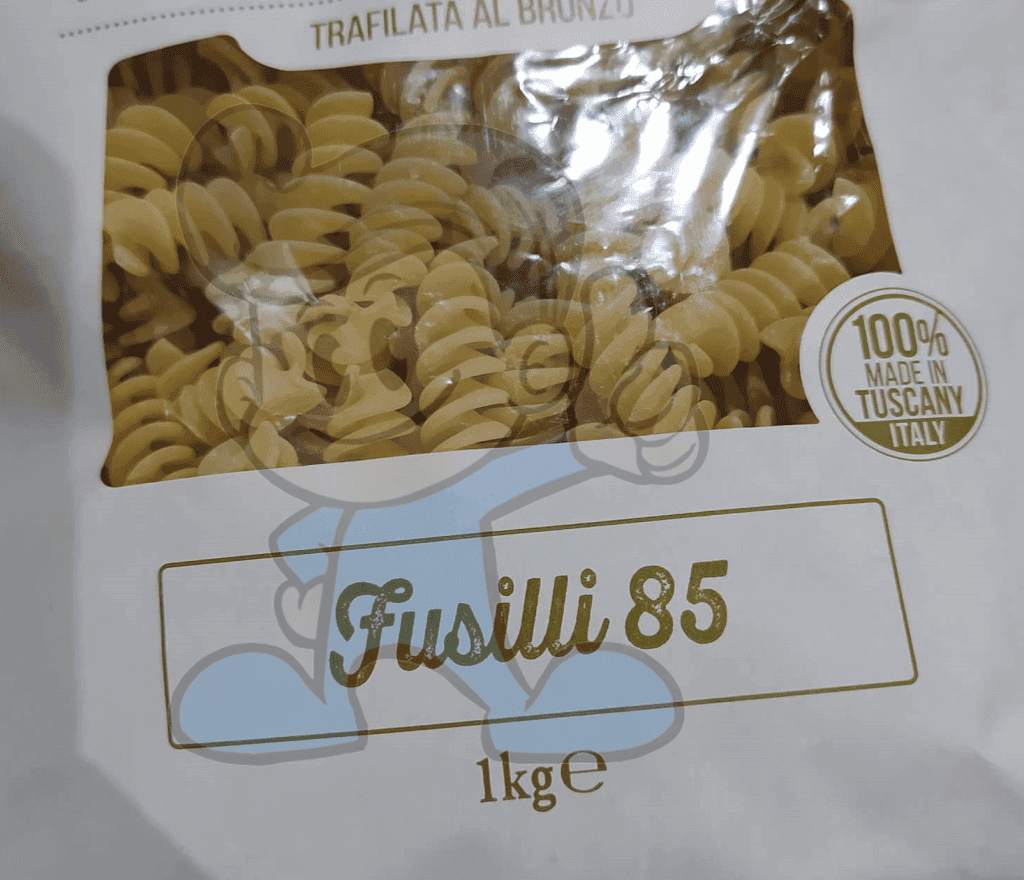 TRAFILATA AL BRONZO
100%
MADE IN
TUSCANY
ITALY
Fusilli 85
1kg℮